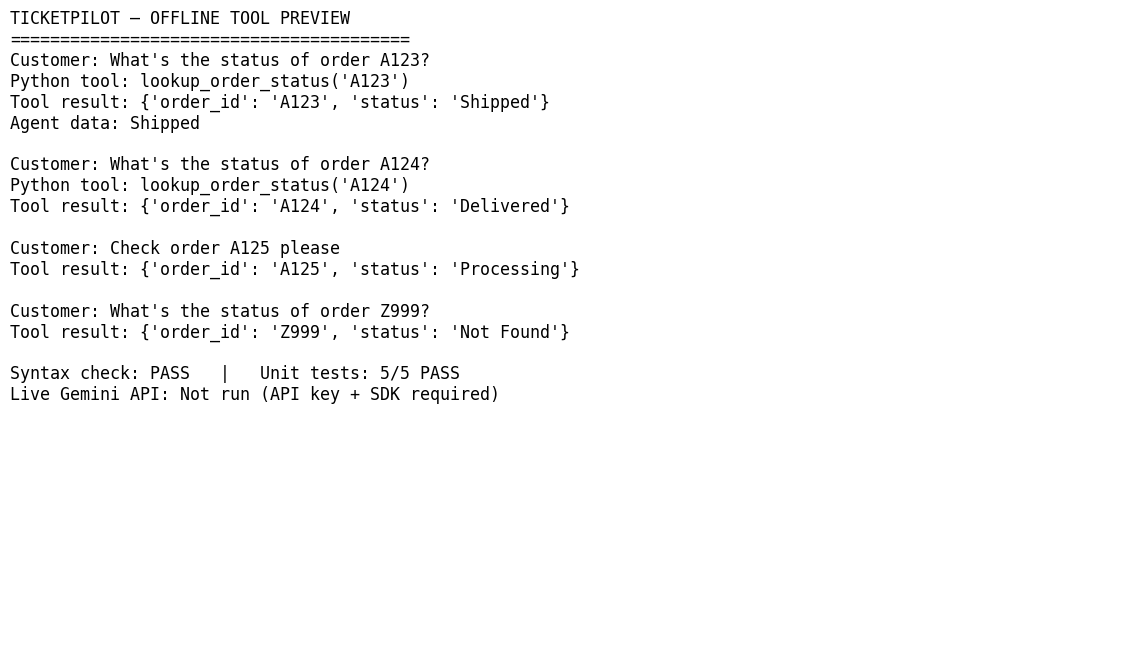 TICKETPILOT — OFFLINE TOOL PREVIEW
========================================
Customer: What's the status of order A123?
Python tool: lookup_order_status('A123')
Tool result: {'order_id': 'A123', 'status': 'Shipped'}
Agent data: Shipped
Customer: What's the status of order A124?
Python tool: lookup_order_status('A124')
Tool result: {'order_id': 'A124', 'status': 'Delivered'}
Customer: Check order A125 please
Tool result: {'order_id': 'A125', 'status': 'Processing'}
Customer: What's the status of order Z999?
Tool result: {'order_id': 'Z999', 'status': 'Not Found'}
Syntax check: PASS   |   Unit tests: 5/5 PASS
Live Gemini API: Not run (API key + SDK required)